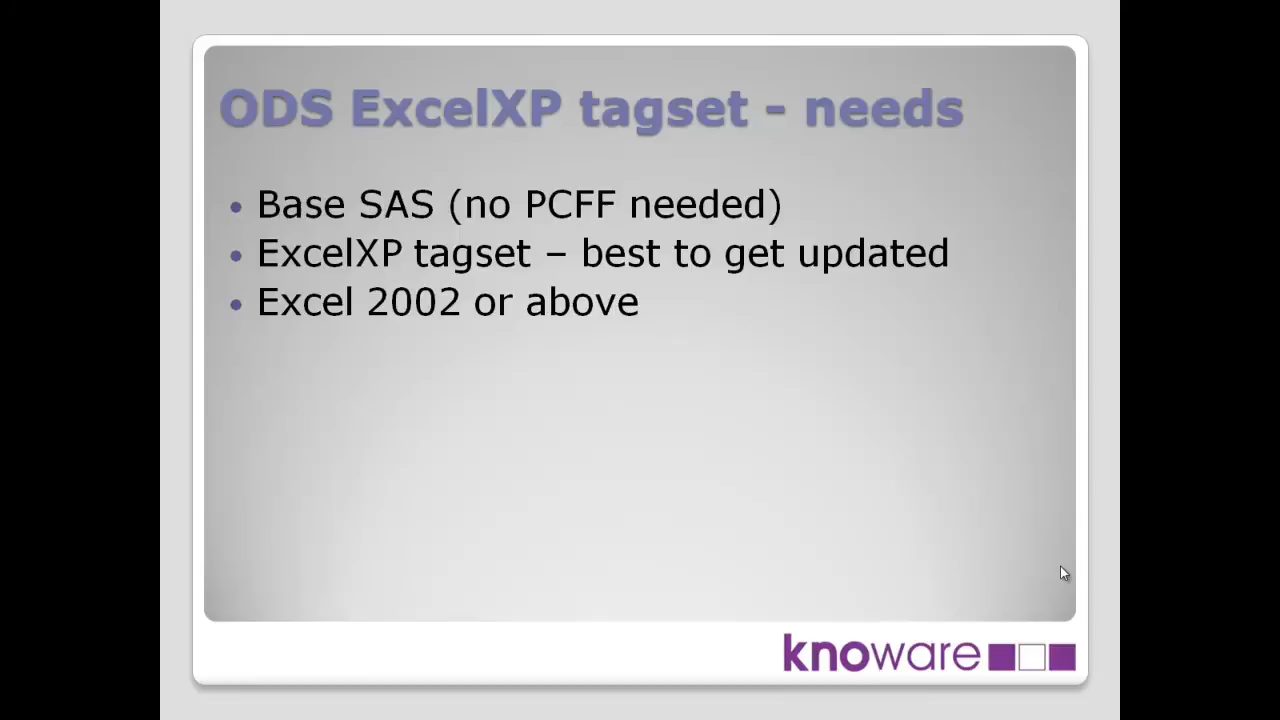 ODS ExcelXP tagset - needs
• Base SAS (no PCFF needed)
• ExcelXP tagset – best to get updated
• Excel 2002 or above
knoware